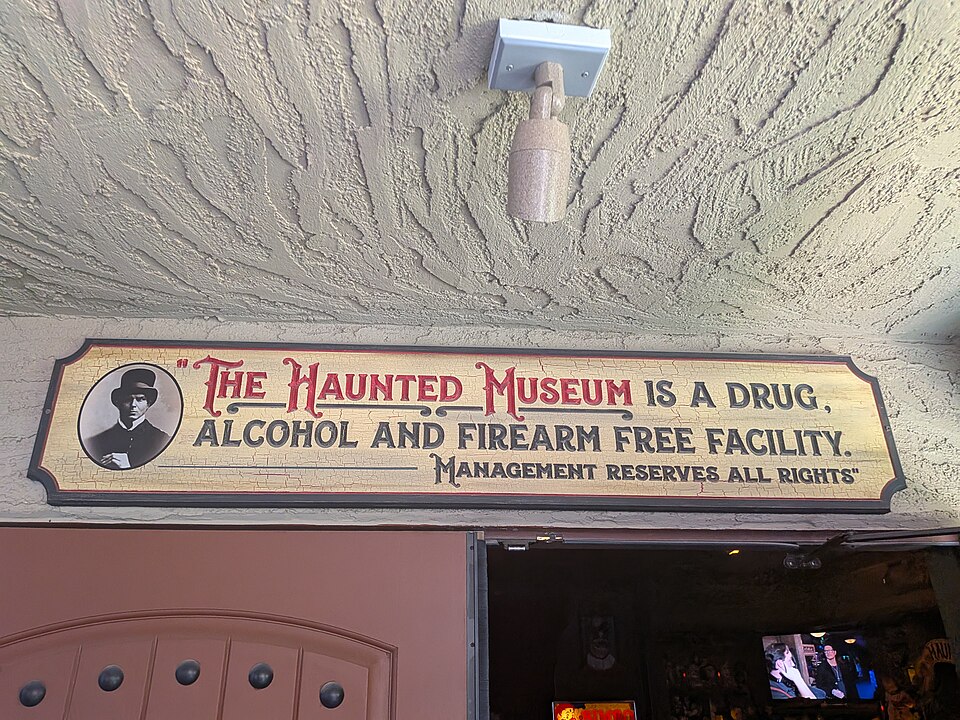 "THE HAUNTED MUSEUM IS A DRUG,
ALCOHOL AND FIREARM FREE FACILITY.
MANAGEMENT RESERVES ALL RIGHTS"